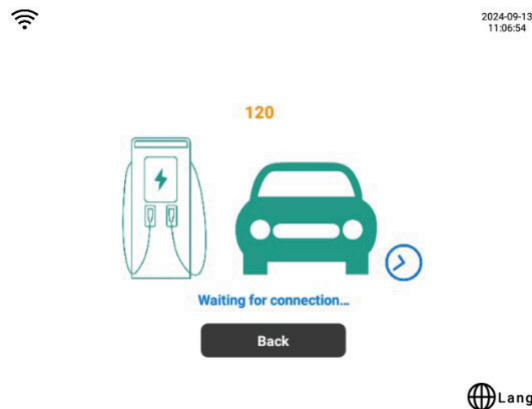 2024-09-13
11:06:54
120
Waiting for connection...
Back
Lang